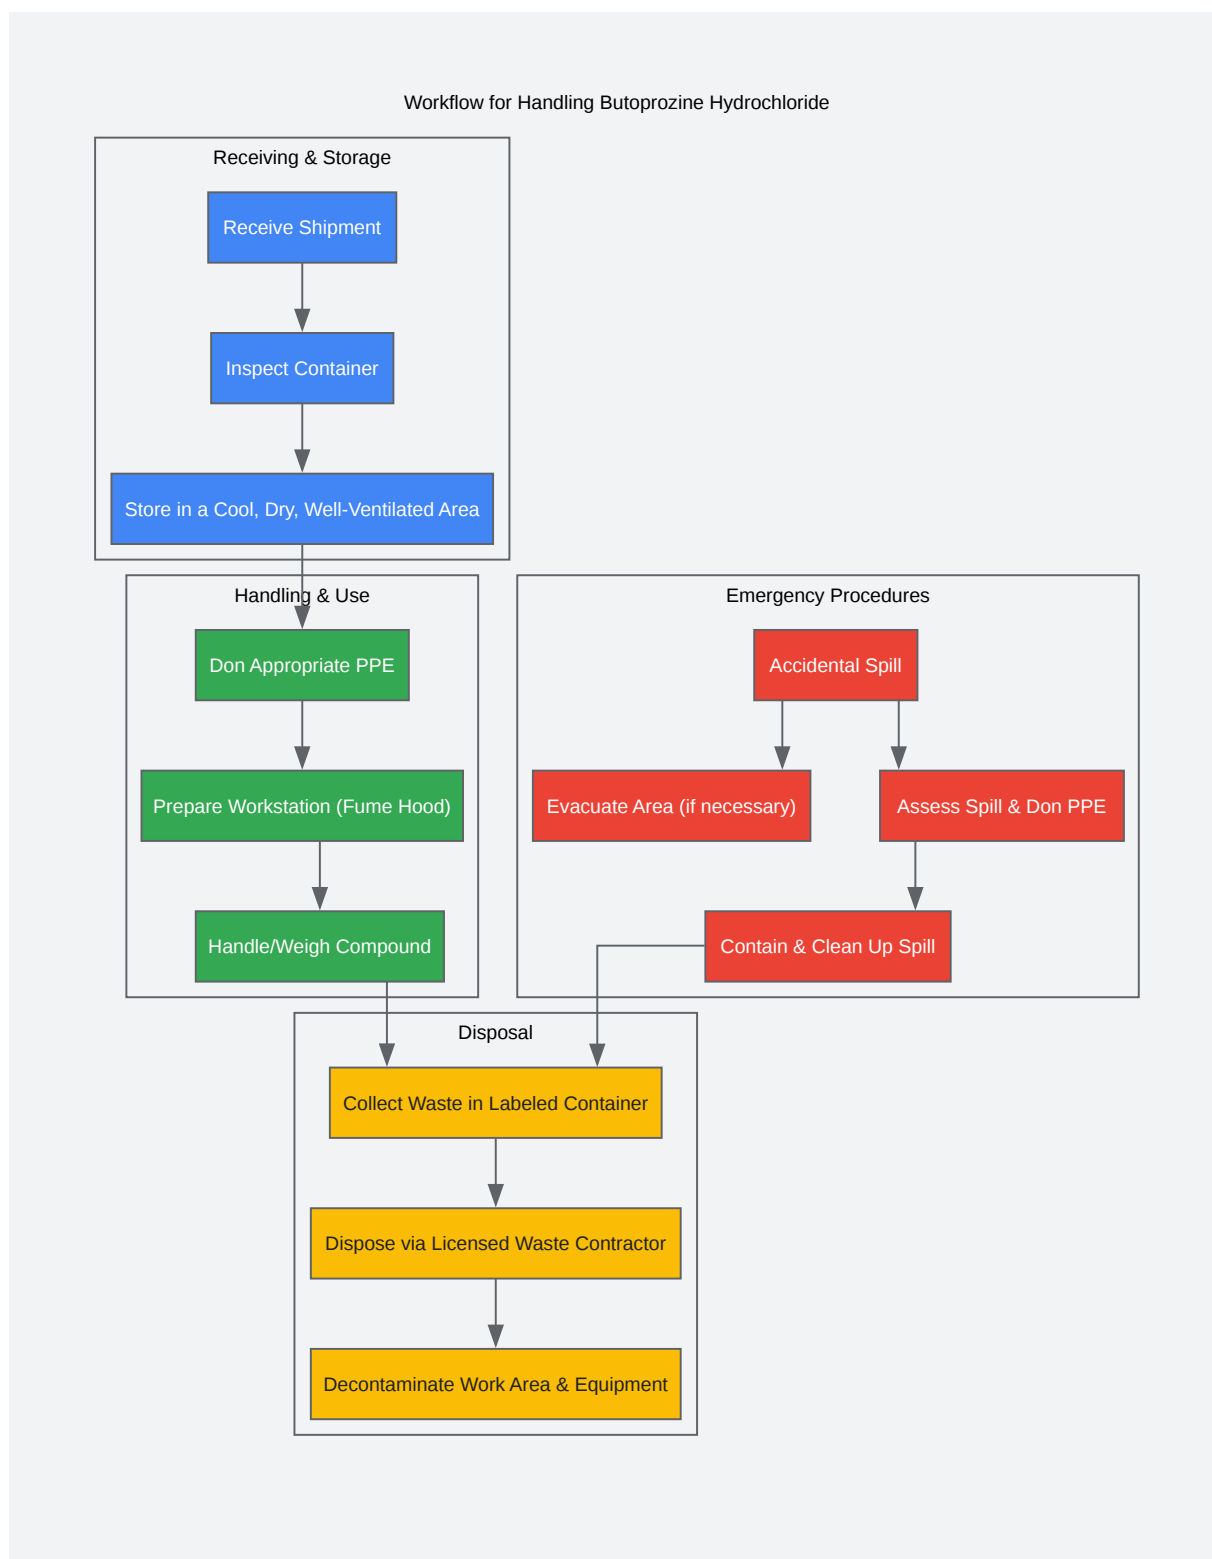 Workflow for Handling Butoprozine Hydrochloride
Receiving & Storage
Receive Shipment
Inspect Container
Store in a Cool, Dry, Well-Ventilated Area
Handling & Use
Don Appropriate PPE
Prepare Workstation (Fume Hood)
Handle/Weigh Compound
Emergency Procedures
Accidental Spill
Evacuate Area (if necessary)
Assess Spill & Don PPE
Contain & Clean Up Spill
Disposal
Collect Waste in Labeled Container
Dispose via Licensed Waste Contractor
Decontaminate Work Area & Equipment